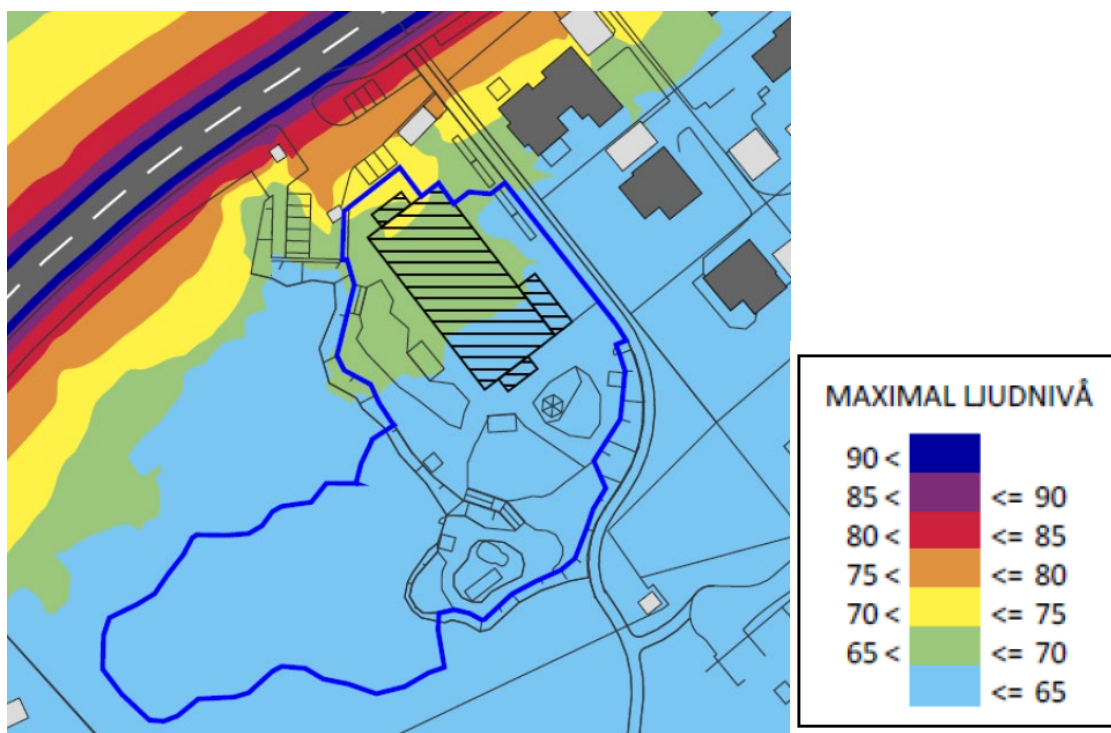 MAXIMAL LJUDNIVÅ
90 <
85 < <= 90
80 < <= 85
75 < <= 80
70 < <= 75
65 < <= 70
<= 65